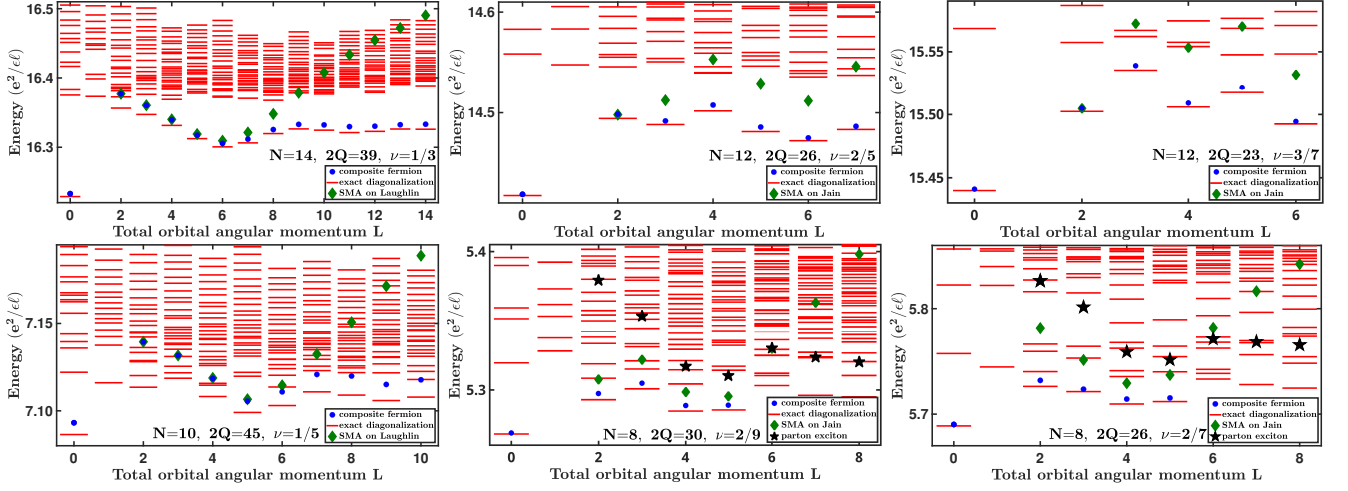 16.5
16.4
16.3
Energy (e²/εℓ)
N=14, 2Q=39, ν=1/3
composite fermion
exact diagonalization
SMA on Laughlin
0 2 4 6 8 10 12 14
Total orbital angular momentum L
14.6
14.5
Energy (e²/εℓ)
N=12, 2Q=26, ν=2/5
composite fermion
exact diagonalization
SMA on Jain
0 2 4 6
Total orbital angular momentum L
15.55
15.50
15.45
Energy (e²/εℓ)
N=12, 2Q=23, ν=3/7
composite fermion
exact diagonalization
SMA on Jain
0 2 4 6
Total orbital angular momentum L
7.15
7.10
Energy (e²/εℓ)
N=10, 2Q=45, ν=1/5
composite fermion
exact diagonalization
SMA on Laughlin
0 2 4 6 8 10
Total orbital angular momentum L
5.4
5.3
Energy (e²/εℓ)
N=8, 2Q=30, ν=2/9
composite fermion
exact diagonalization
SMA on Jain
parton exciton
0 1 2 3 4 5 6 7 8
Total orbital angular momentum L
5.8
5.7
Energy (e²/εℓ)
N=8, 2Q=26, ν=2/7
composite fermion
exact diagonalization
SMA on Jain
parton exciton
0 2 4 6 8
Total orbital angular momentum L